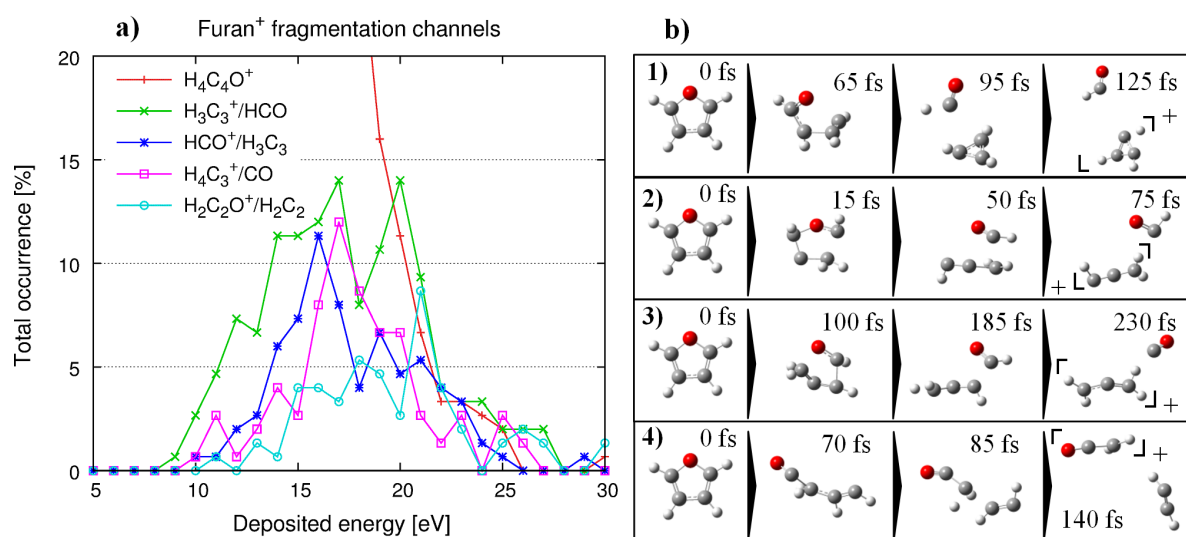 a) Furan⁺ fragmentation channels
Total occurrence [%]
20
15
10
5
0
H₄C₄O⁺
H₃C₃⁺/HCO
HCO⁺/H₃C₃
H₄C₃⁺/CO
H₂C₂O⁺/H₂C₂
5 10 15 20 25 30
Deposited energy [eV]
b)
1) 0 fs 65 fs 95 fs 125 fs
+
2) 0 fs 15 fs 50 fs 75 fs
+
3) 0 fs 100 fs 185 fs 230 fs
+
4) 0 fs 70 fs 85 fs
+
140 fs